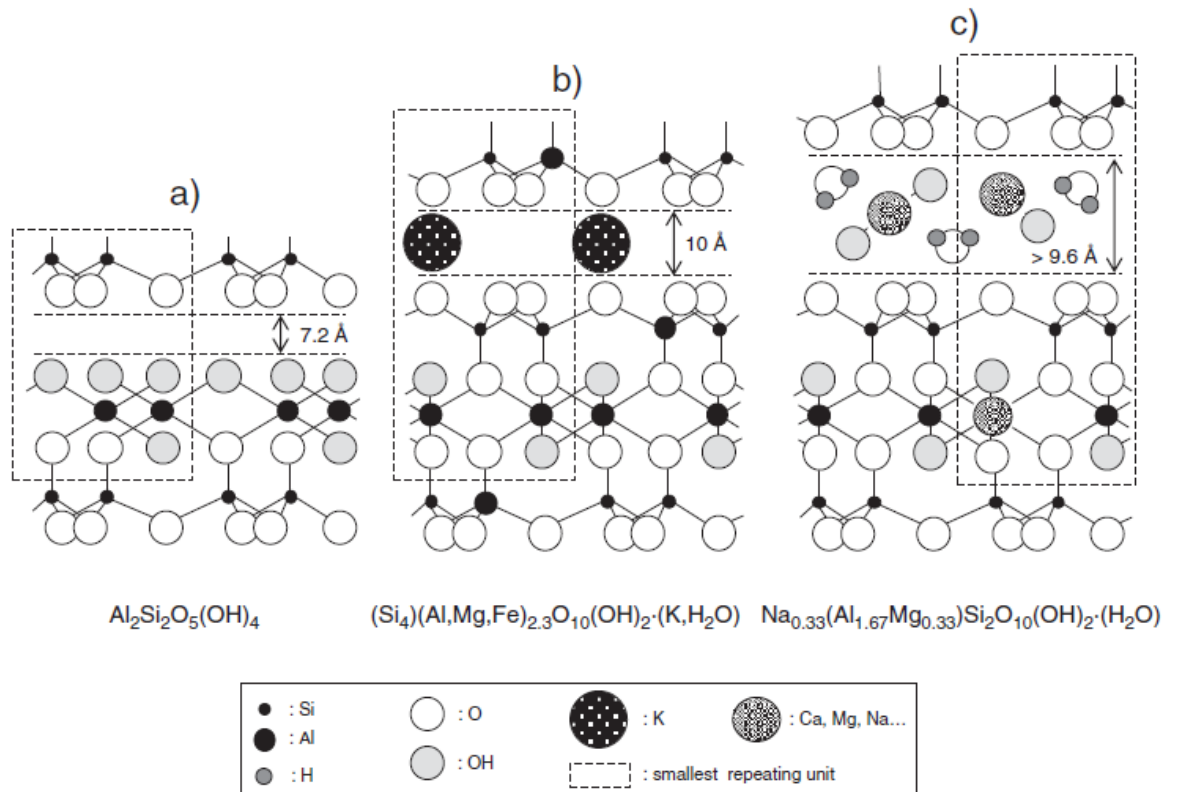 c)
b)
a)
7.2 Å
10 Å
> 9.6 Å
Al₂Si₂O₅(OH)₄
(Si₄)(Al,Mg,Fe)₂.₃O₁₀(OH)₂·(K,H₂O)
Na₀.₃₃(Al₁.₆₇Mg₀.₃₃)Si₂O₁₀(OH)₂·(H₂O)
: Si
: O
: K
: Ca, Mg, Na...
: Al
: H
: OH
: smallest repeating unit